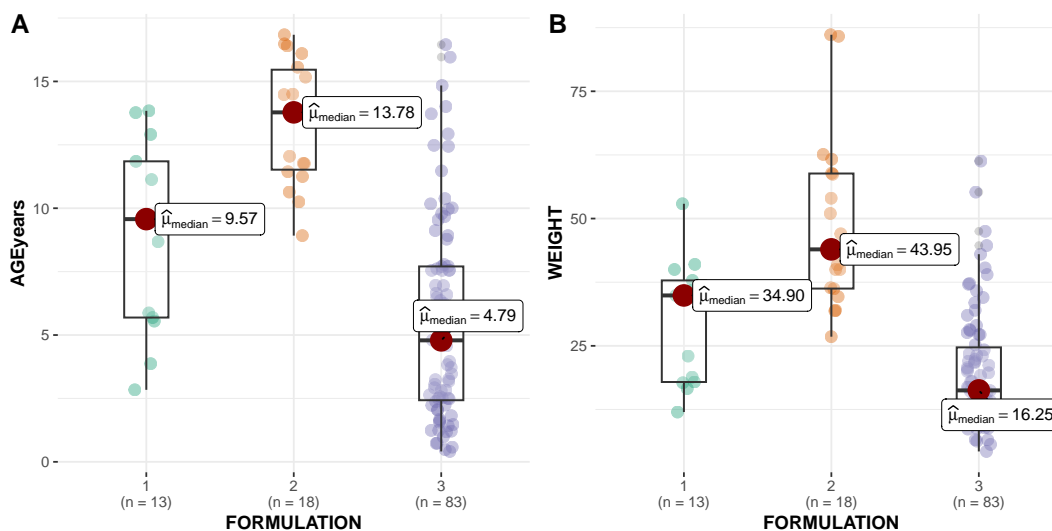 A
AGEyears
15
10
5
0
μ̂median = 9.57
μ̂median = 13.78
μ̂median = 4.79
1
(n = 13)
2
(n = 18)
3
(n = 83)
FORMULATION
B
WEIGHT
75
50
25
μ̂median = 34.90
μ̂median = 43.95
μ̂median = 16.25
1
(n = 13)
2
(n = 18)
3
(n = 83)
FORMULATION